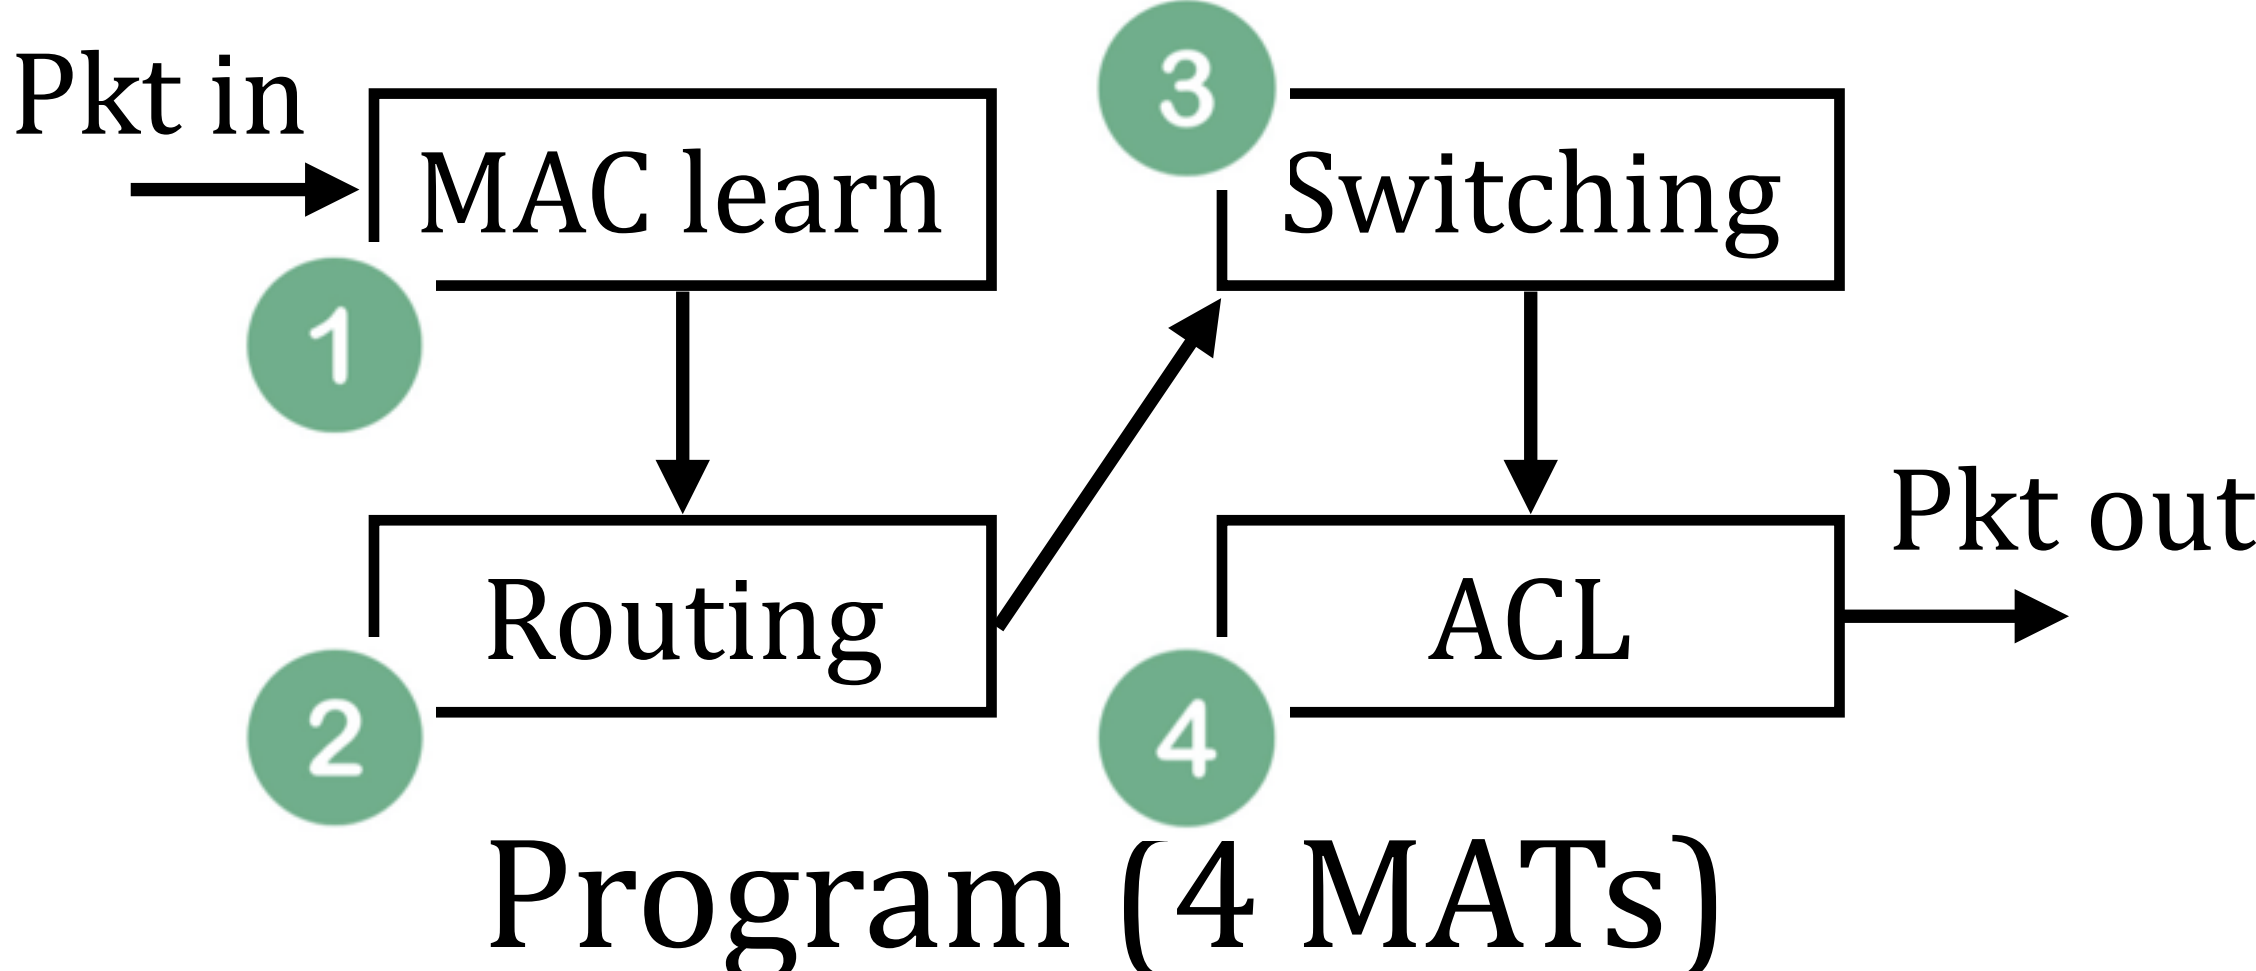 Pkt in
MAC learn
1
Routing
2
3
Switching
ACL
4
Pkt out
Program (4 MATs)